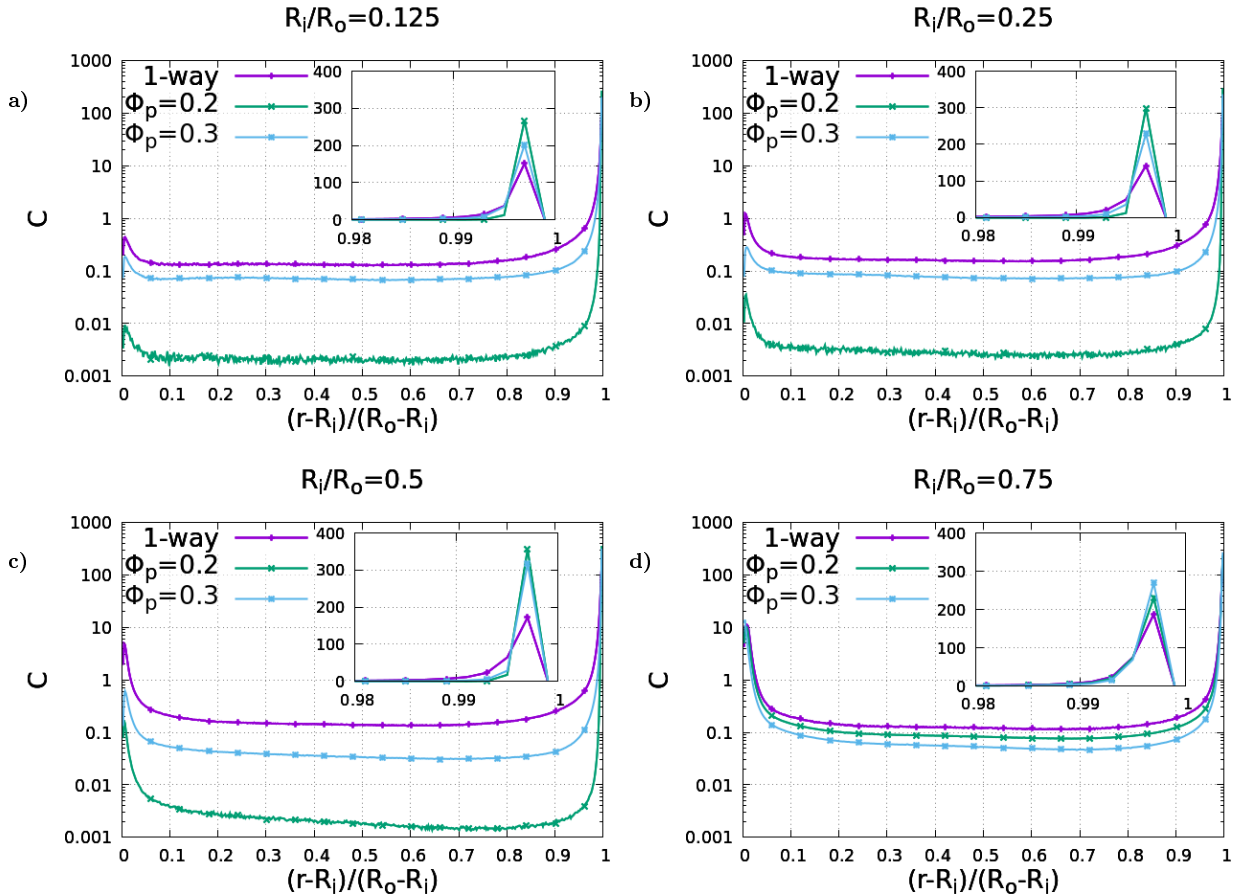 R_i/R_o=0.125
a)
1000
100
10
1
0.1
0.01
0.001
C
1-way
Φ_p=0.2
Φ_p=0.3
400
300
200
100
0
0.98 0.99 1
0 0.1 0.2 0.3 0.4 0.5 0.6 0.7 0.8 0.9 1
(r-R_i)/(R_o-R_i)
R_i/R_o=0.25
b)
1000
100
10
1
0.1
0.01
0.001
C
1-way
Φ_p=0.2
Φ_p=0.3
400
300
200
100
0
0.98 0.99 1
0 0.1 0.2 0.3 0.4 0.5 0.6 0.7 0.8 0.9 1
(r-R_i)/(R_o-R_i)
R_i/R_o=0.5
c)
1000
100
10
1
0.1
0.01
0.001
C
1-way
Φ_p=0.2
Φ_p=0.3
400
300
200
100
0
0.98 0.99 1
0 0.1 0.2 0.3 0.4 0.5 0.6 0.7 0.8 0.9 1
(r-R_i)/(R_o-R_i)
R_i/R_o=0.75
d)
1000
100
10
1
0.1
0.01
0.001
C
1-way
Φ_p=0.2
Φ_p=0.3
400
300
200
100
0
0.98 0.99 1
0 0.1 0.2 0.3 0.4 0.5 0.6 0.7 0.8 0.9 1
(r-R_i)/(R_o-R_i)